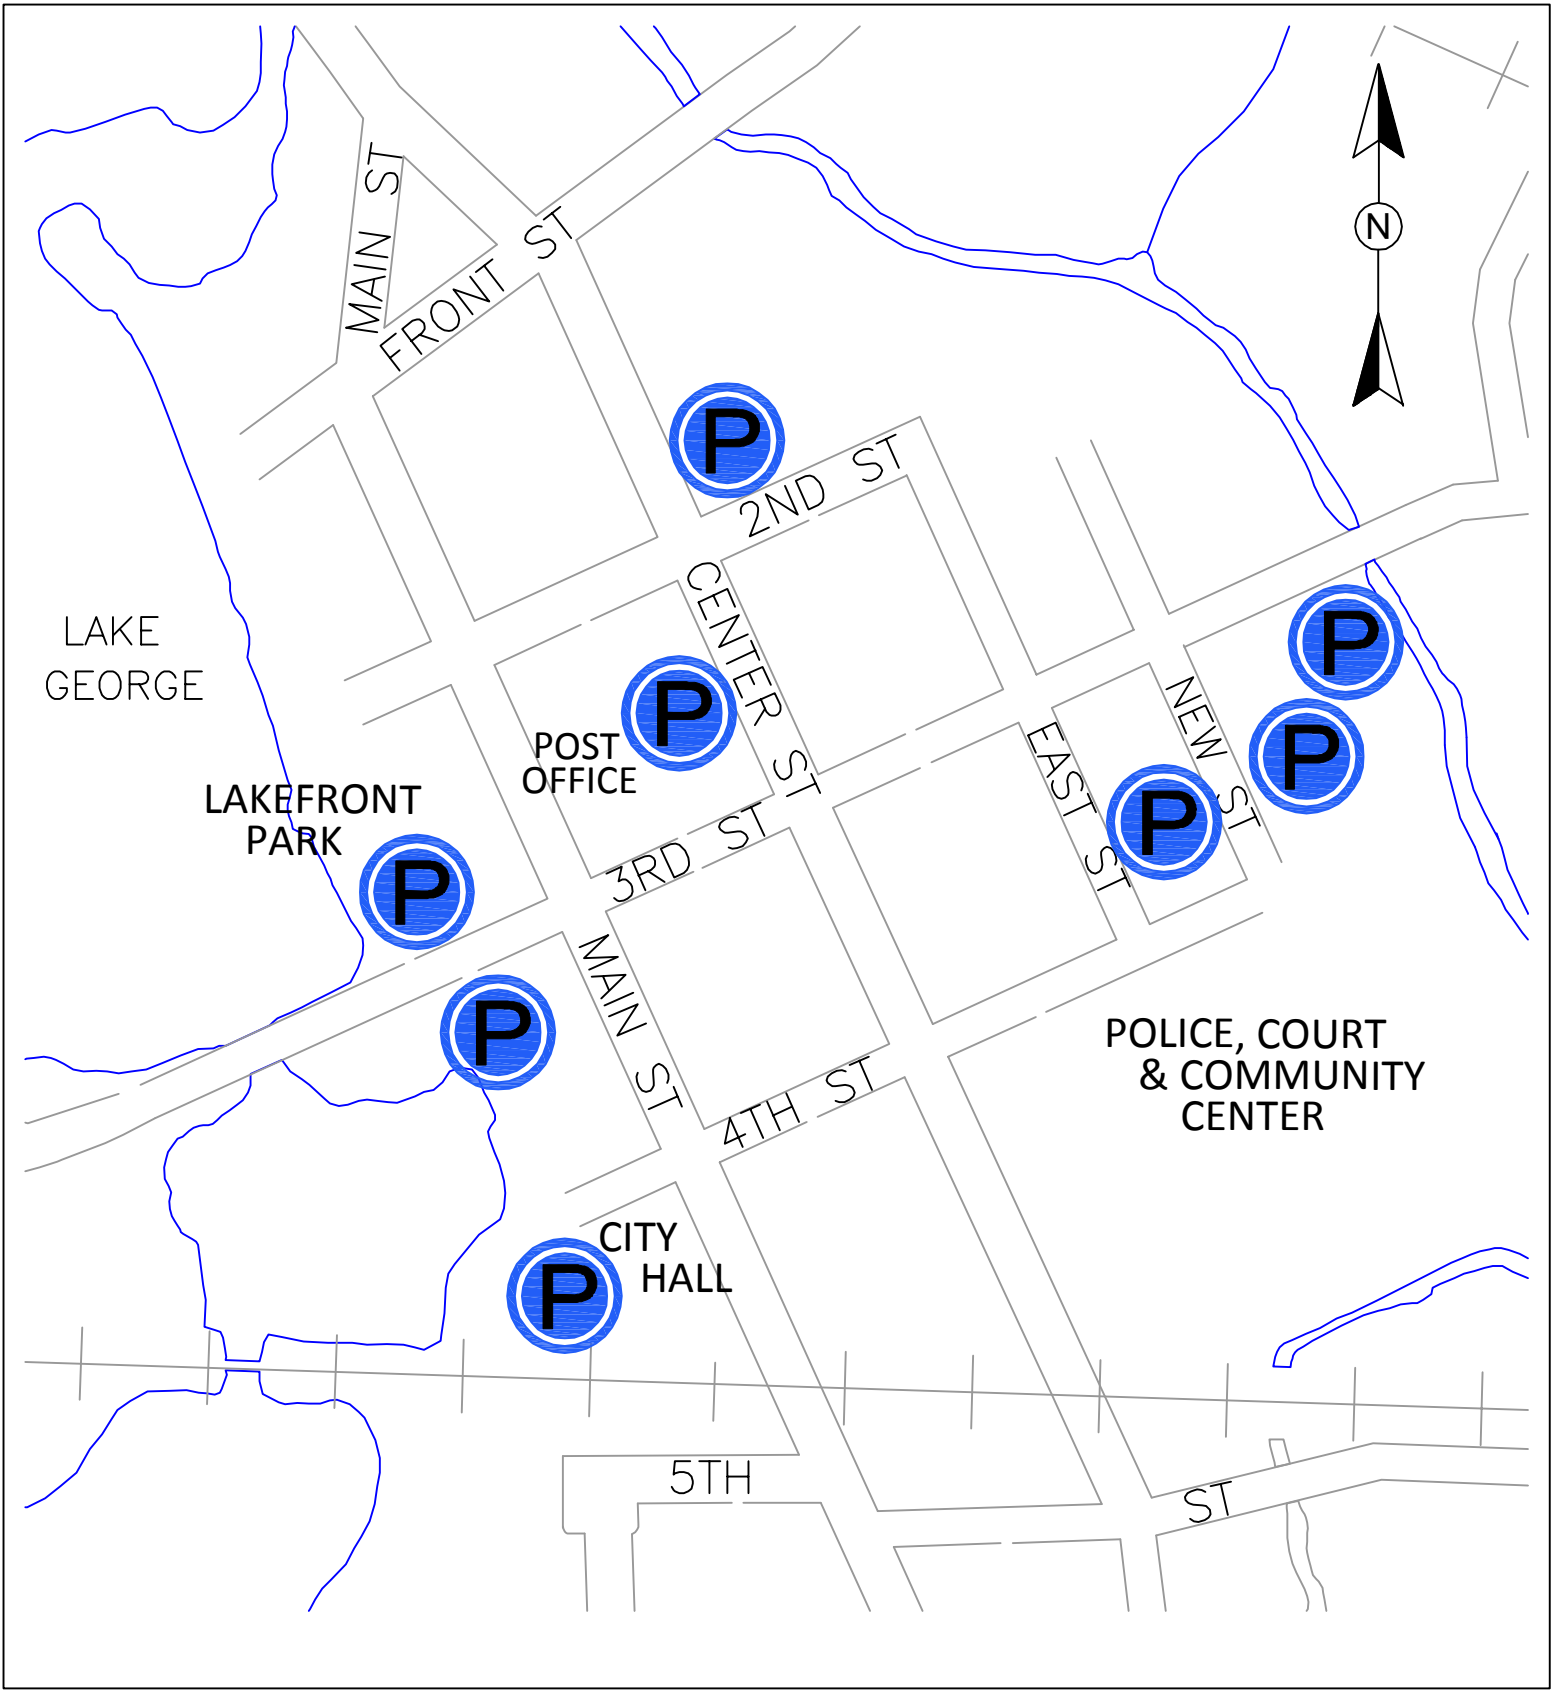 N
MAIN ST
FRONT ST
P
2ND ST
CENTER ST
LAKE
GEORGE
P
P
POST
OFFICE
NEW ST
P
EAST ST
P
LAKEFRONT
PARK
3RD ST
P
P
MAIN ST
P
POLICE, COURT
& COMMUNITY
CENTER
4TH ST
CITY
HALL
P
5TH ST